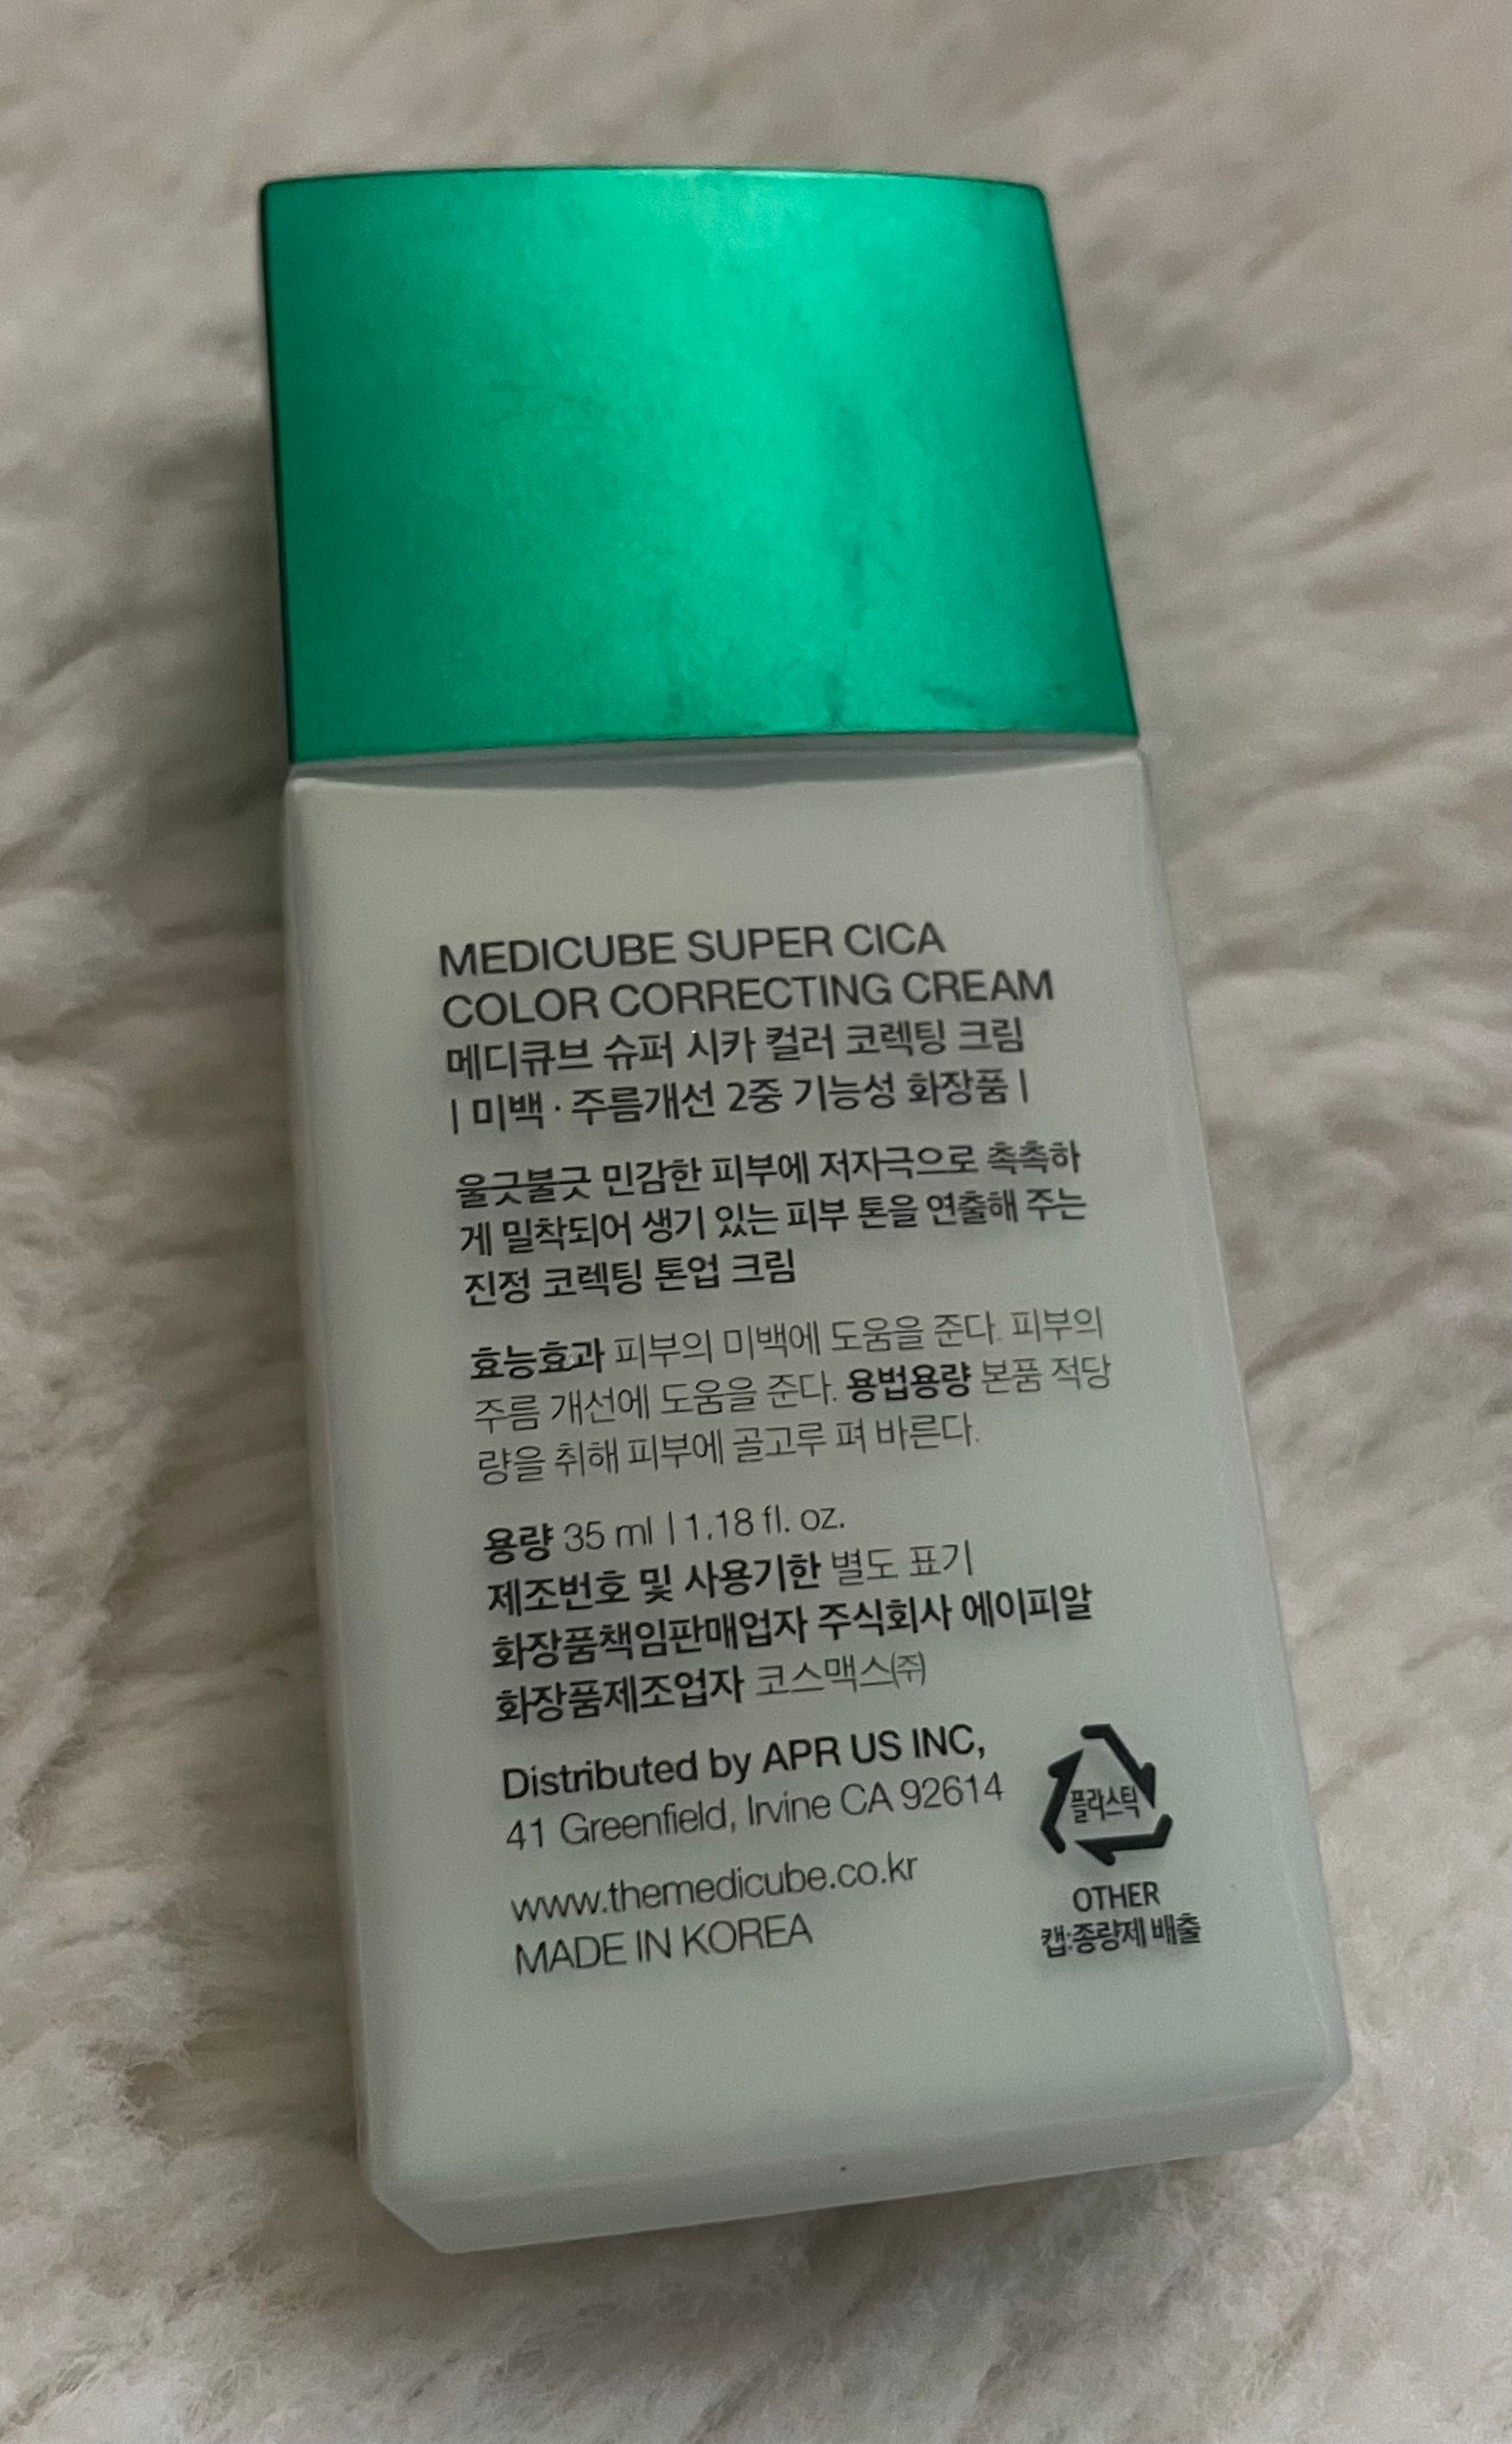 MEDICUBE SUPER CICA
COLOR CORRECTING CREAM
메디큐브 슈퍼 시카 컬러 코렉팅 크림
| 미백 · 주름개선 2중 기능성 화장품 |
울긋불긋 민감한 피부에 저자극으로 촉촉하
게 밀착되어 생기 있는 피부 톤을 연출해 주는
진정 코렉팅 톤업 크림
효능효과 피부의 미백에 도움을 준다. 피부의
주름 개선에 도움을 준다. 용법용량 본품 적당
량을 취해 피부에 골고루 펴 바른다.
용량 35 ml | 1.18 fl. oz.
제조번호 및 사용기한 별도 표기
화장품책임판매업자 주식회사 에이피알
화장품제조업자 코스맥스㈜
Distributed by APR US INC,
41 Greenfield, Irvine CA 92614
www.themedicube.co.kr
MADE IN KOREA
플라스틱
OTHER
캡:종량제 배출